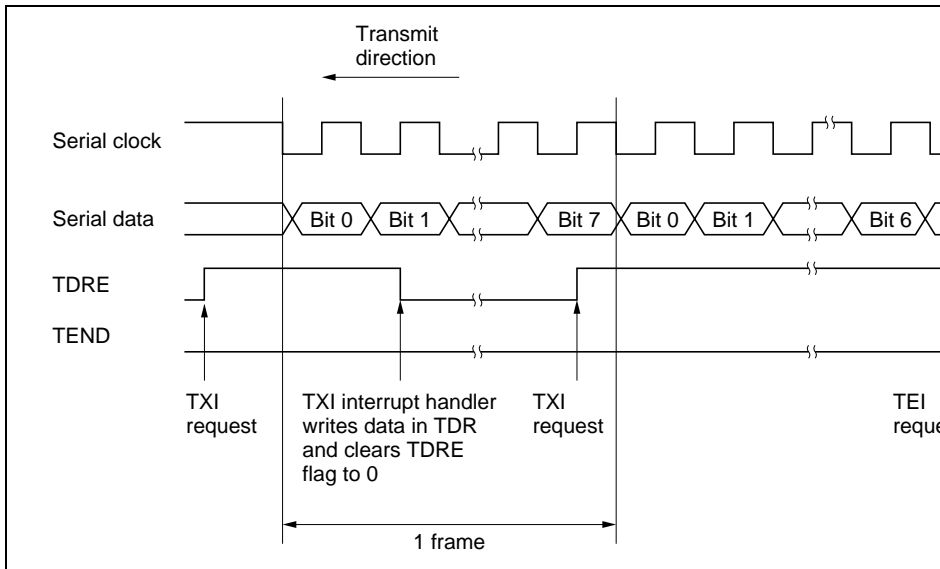 Transmit
direction
Serial clock
Serial data
Bit 0
Bit 1
Bit 7
Bit 0
Bit 1
Bit 6
TDRE
TEND
TXI
request
TXI interrupt handler
writes data in TDR
and clears TDRE
flag to 0
TXI
request
TEI
reque
1 frame